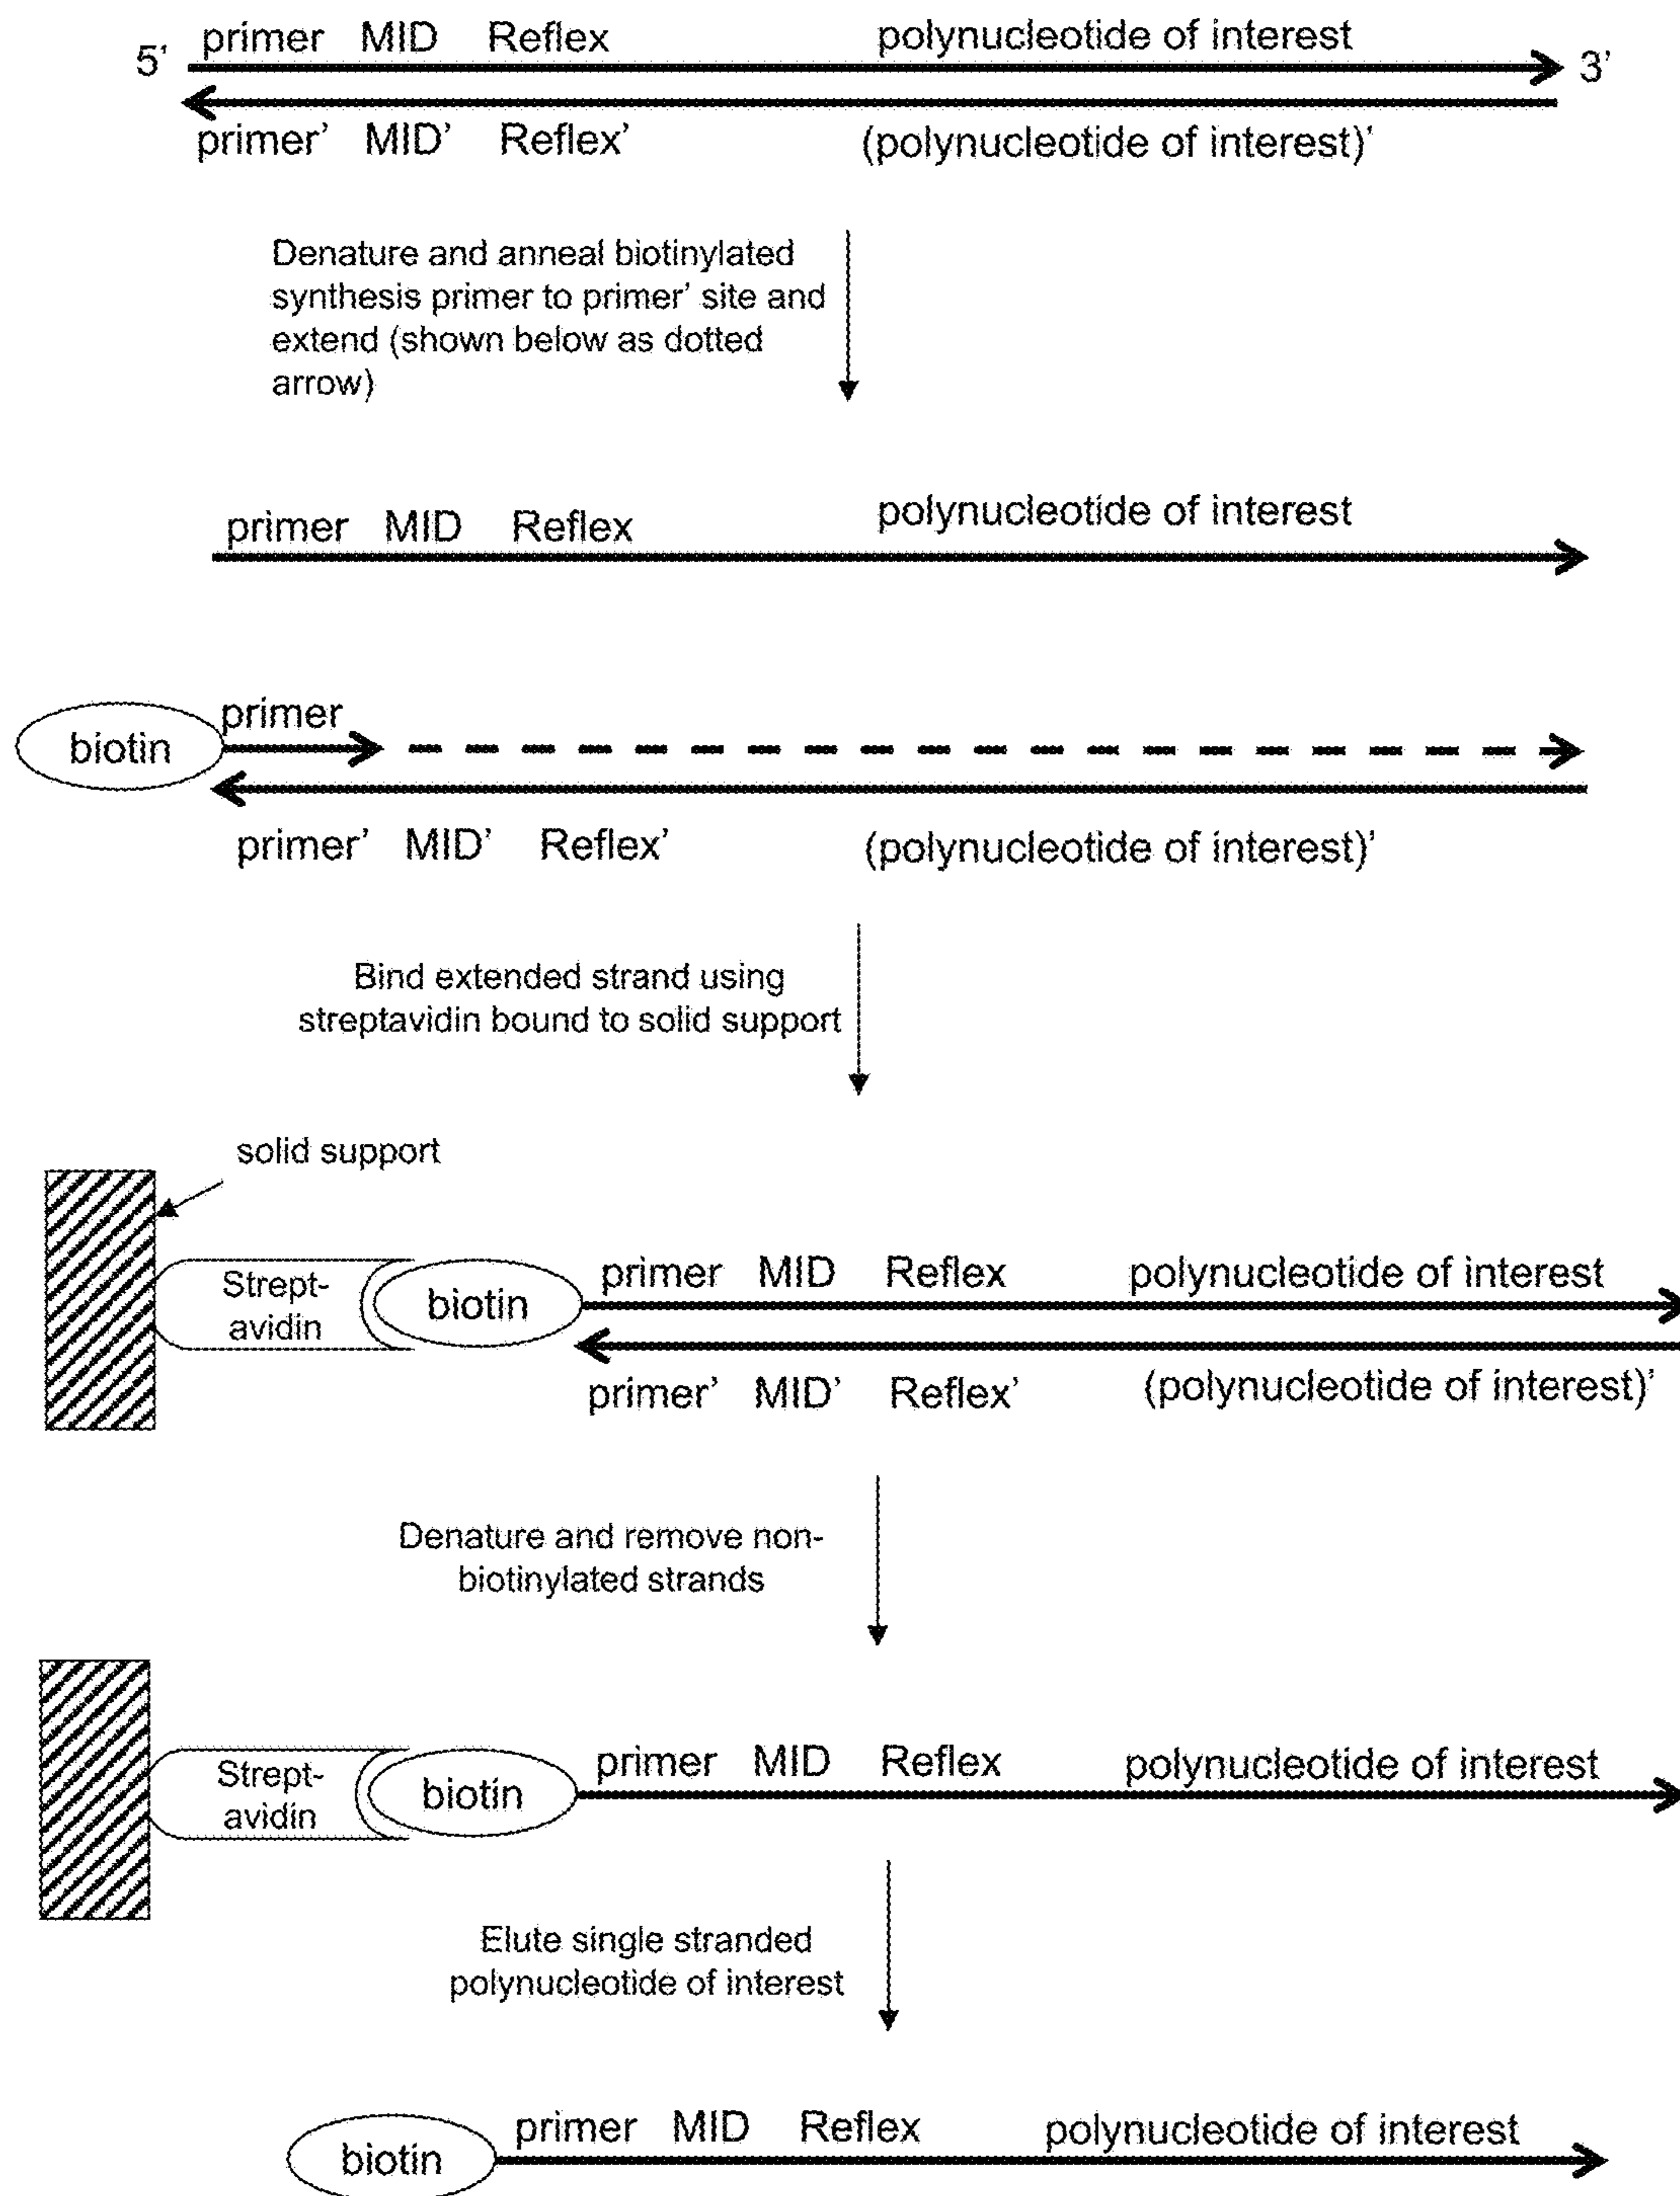 primer MID Reflex polynucleotide of interest
5' 3'
primer’ MID’ Reflex’ (polynucleotide of interest)’
Denature and anneal biotinylated
synthesis primer to primer’ site and
extend (shown below as dotted
arrow)
primer MID Reflex polynucleotide of interest
primer
biotin
primer’ MID’ Reflex’ (polynucleotide of interest)’
Bind extended strand using
streptavidin bound to solid support
solid support
primer MID Reflex polynucleotide of interest
Strept-
avidin
biotin
primer’ MID’ Reflex’ (polynucleotide of interest)’
Denature and remove non-
biotinylated strands
primer MID Reflex polynucleotide of interest
Strept-
avidin
biotin
Elute single stranded
polynucleotide of interest
primer MID Reflex polynucleotide of interest
biotin